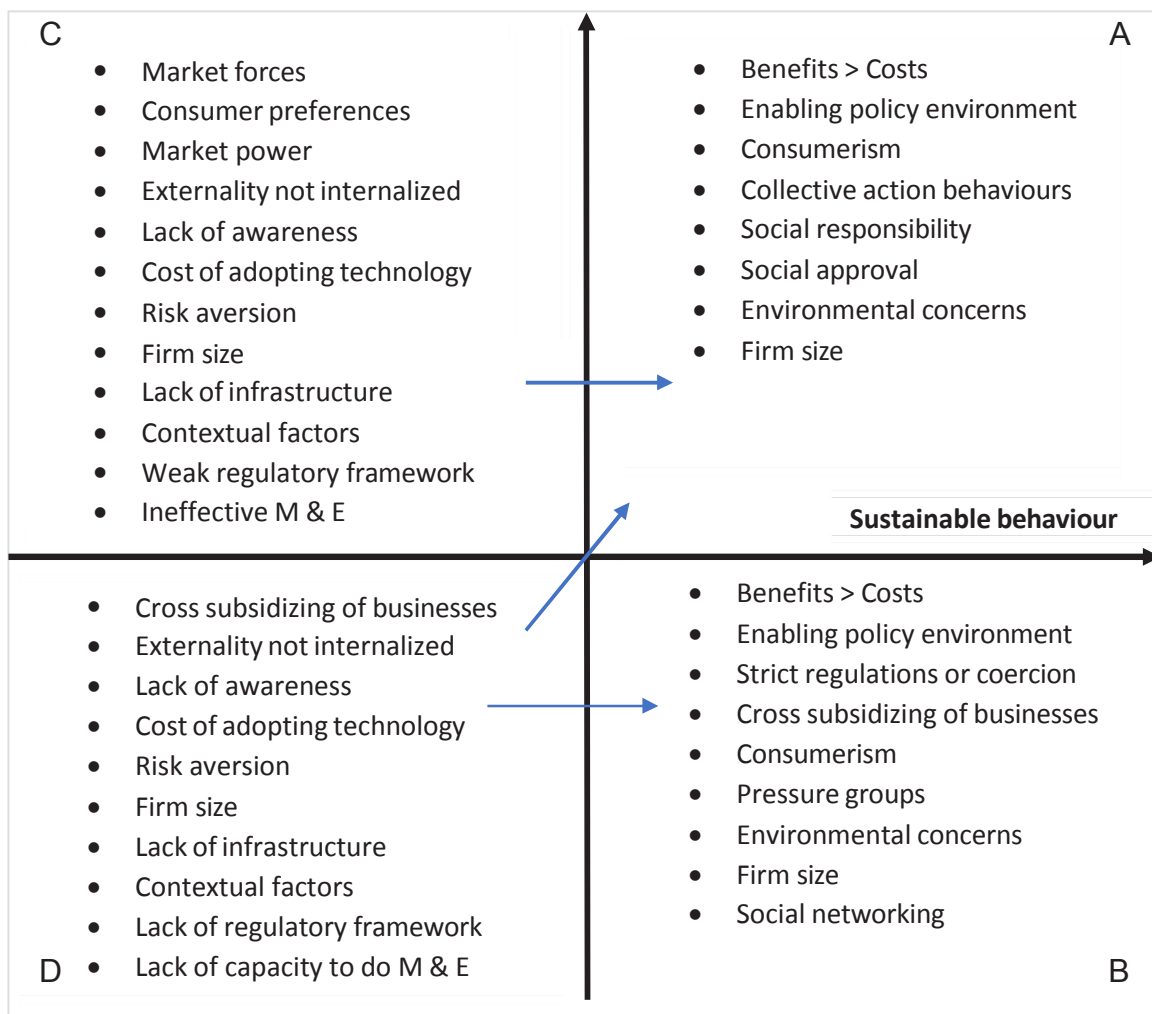 C
• Market forces
• Consumer preferences
• Market power
• Externality not internalized
• Lack of awareness
• Cost of adopting technology
• Risk aversion
• Firm size
• Lack of infrastructure
• Contextual factors
• Weak regulatory framework
• Ineffective M & E
A
• Benefits > Costs
• Enabling policy environment
• Consumerism
• Collective action behaviours
• Social responsibility
• Social approval
• Environmental concerns
• Firm size
Sustainable behaviour
• Cross subsidizing of businesses
• Externality not internalized
• Lack of awareness
• Cost of adopting technology
• Risk aversion
• Firm size
• Lack of infrastructure
• Contextual factors
• Lack of regulatory framework
D • Lack of capacity to do M & E
• Benefits > Costs
• Enabling policy environment
• Strict regulations or coercion
• Cross subsidizing of businesses
• Consumerism
• Pressure groups
• Environmental concerns
• Firm size
• Social networking
B